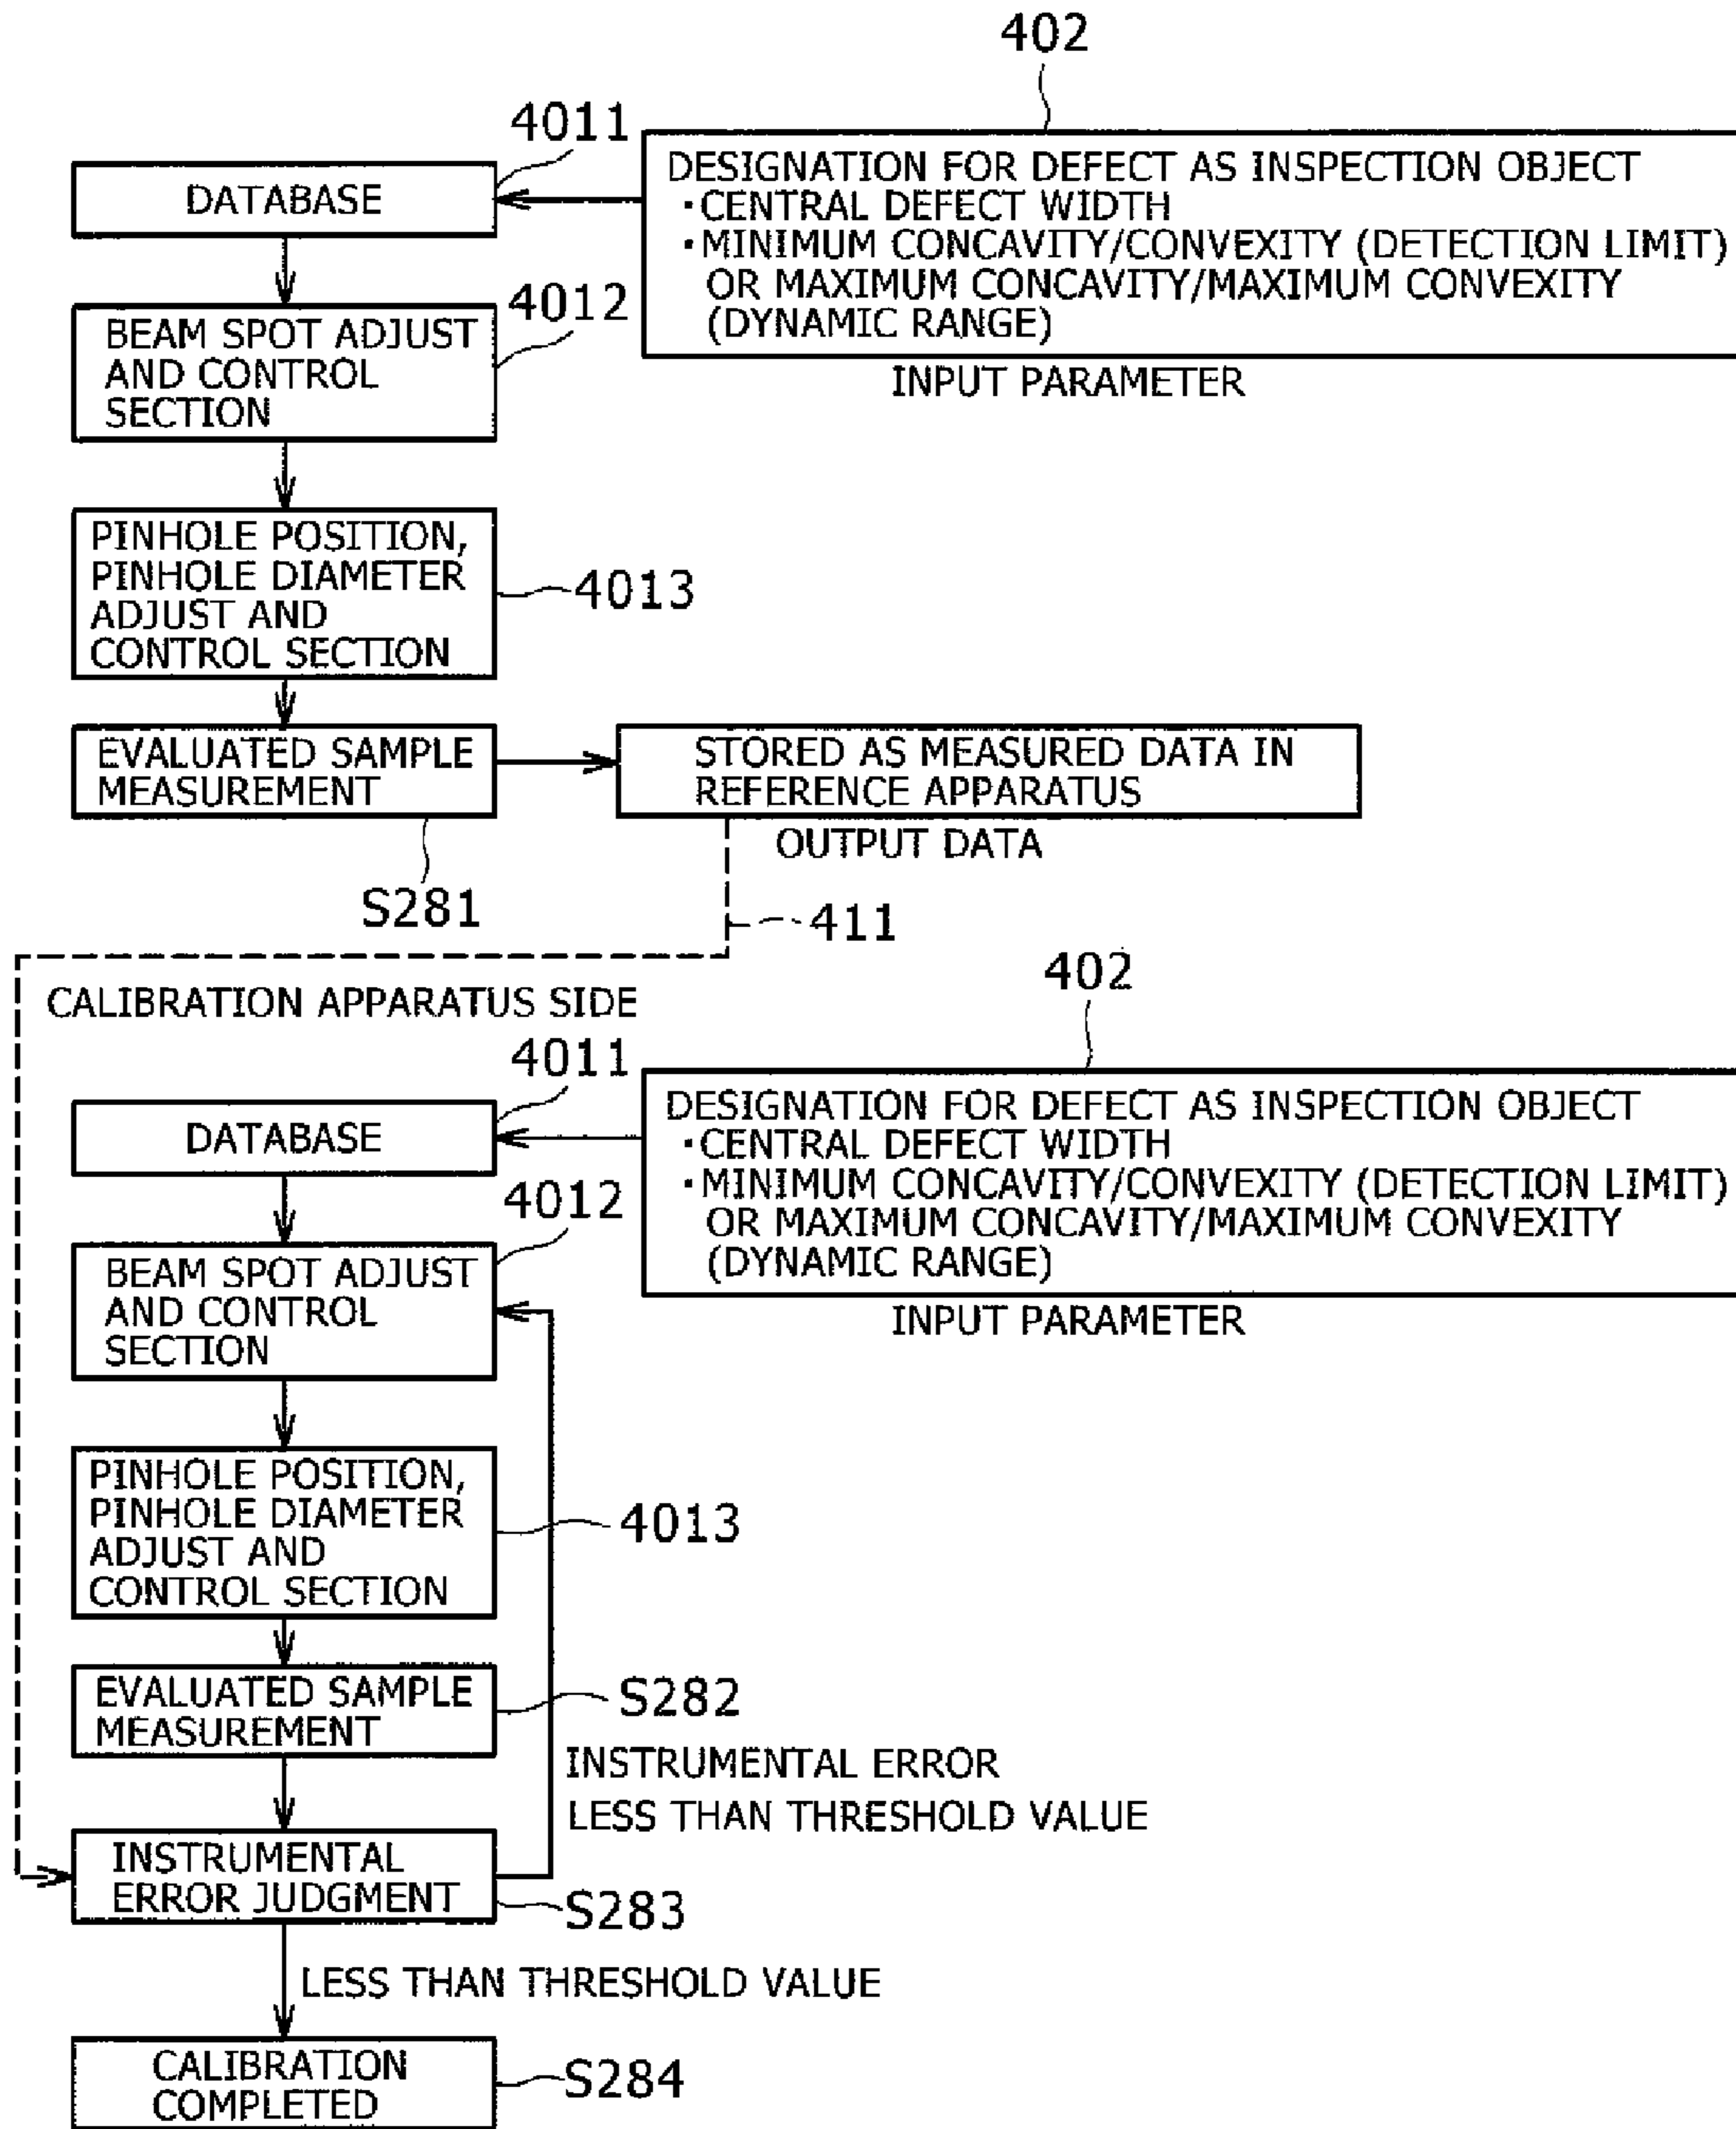 402
4011
DATABASE
DESIGNATION FOR DEFECT AS INSPECTION OBJECT
・CENTRAL DEFECT WIDTH
・MINIMUM CONCAVITY/CONVEXITY (DETECTION LIMIT)
OR MAXIMUM CONCAVITY/MAXIMUM CONVEXITY
(DYNAMIC RANGE)
INPUT PARAMETER
4012
BEAM SPOT ADJUST
AND CONTROL
SECTION
PINHOLE POSITION,
PINHOLE DIAMETER
ADJUST AND
CONTROL SECTION
4013
EVALUATED SAMPLE
MEASUREMENT
S281
STORED AS MEASURED DATA IN
REFERENCE APPARATUS
OUTPUT DATA
411
CALIBRATION APPARATUS SIDE
402
4011
DATABASE
DESIGNATION FOR DEFECT AS INSPECTION OBJECT
・CENTRAL DEFECT WIDTH
・MINIMUM CONCAVITY/CONVEXITY (DETECTION LIMIT)
OR MAXIMUM CONCAVITY/MAXIMUM CONVEXITY
(DYNAMIC RANGE)
INPUT PARAMETER
4012
BEAM SPOT ADJUST
AND CONTROL
SECTION
PINHOLE POSITION,
PINHOLE DIAMETER
ADJUST AND
CONTROL SECTION
4013
EVALUATED SAMPLE
MEASUREMENT
S282
INSTRUMENTAL ERROR
LESS THAN THRESHOLD VALUE
INSTRUMENTAL
ERROR JUDGMENT
S283
LESS THAN THRESHOLD VALUE
CALIBRATION
COMPLETED
S284